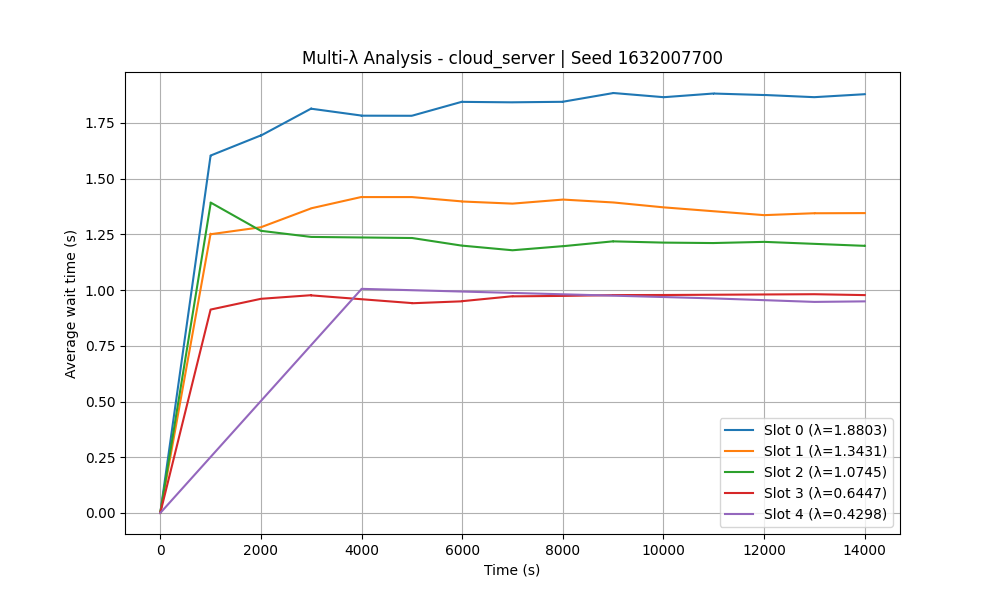 Multi-λ Analysis - cloud_server | Seed 1632007700
Average wait time (s)
1.75
1.50
1.25
1.00
0.75
0.50
0.25
0.00
Slot 0 (λ=1.8803)
Slot 1 (λ=1.3431)
Slot 2 (λ=1.0745)
Slot 3 (λ=0.6447)
Slot 4 (λ=0.4298)
0 2000 4000 6000 8000 10000 12000 14000
Time (s)